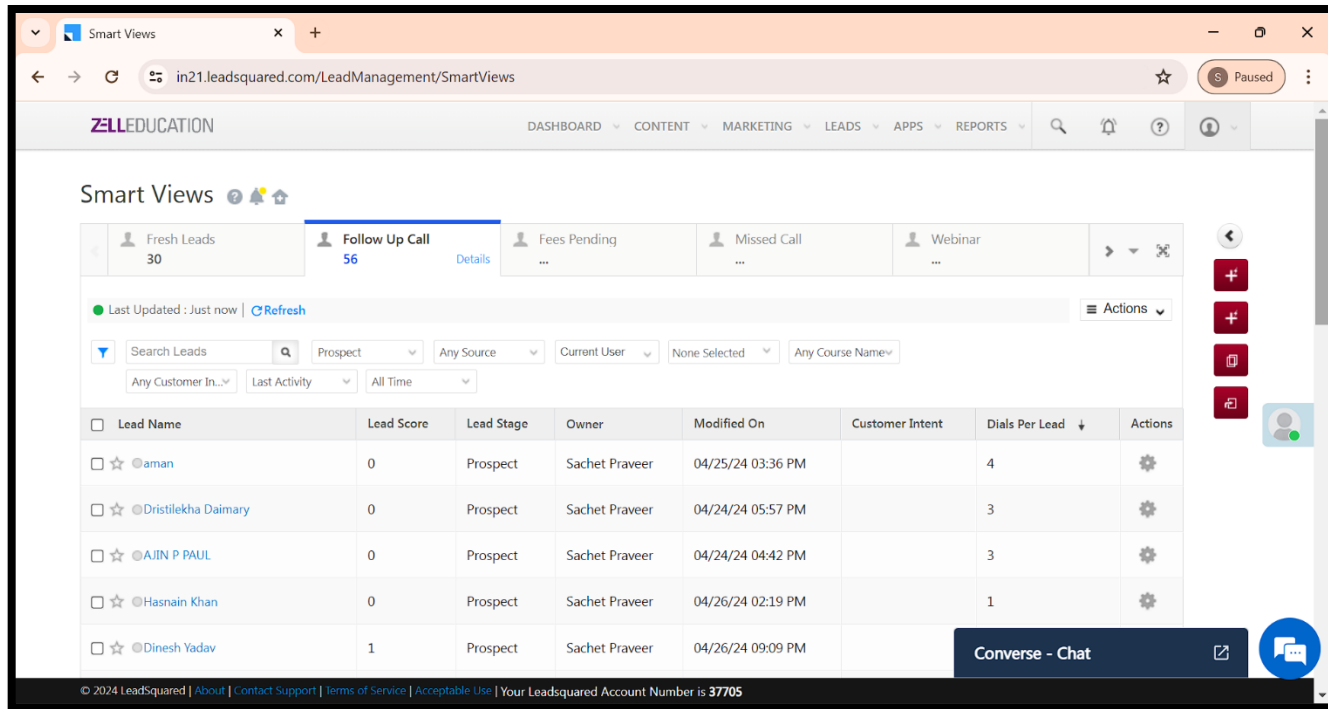 Smart Views
in21.leadsquared.com/LeadManagement/SmartViews
S Paused
ZELLEDUCATION DASHBOARD CONTENT MARKETING LEADS APPS REPORTS
Smart Views
Fresh Leads Follow Up Call Fees Pending Missed Call Webinar
30 56 Details ... ... ...
Last Updated : Just now | Refresh Actions
Search Leads Prospect Any Source Current User None Selected Any Course Name
Any Customer In... Last Activity All Time
Lead Name Lead Score Lead Stage Owner Modified On Customer Intent Dials Per Lead Actions
aman 0 Prospect Sachet Praveer 04/25/24 03:36 PM 4
Dristilekha Daimary 0 Prospect Sachet Praveer 04/24/24 05:57 PM 3
AJIN P PAUL 0 Prospect Sachet Praveer 04/24/24 04:42 PM 3
Hasnain Khan 0 Prospect Sachet Praveer 04/26/24 02:19 PM 1
Dinesh Yadav 1 Prospect Sachet Praveer 04/26/24 09:09 PM
Converse - Chat
© 2024 LeadSquared | About | Contact Support | Terms of Service | Acceptable Use | Your Leadsquared Account Number is 37705